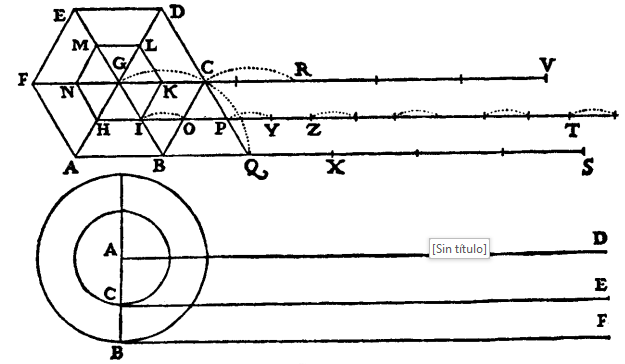 E D
M L
F N G K C R V
H I O P Y Z T
A B Q X S
A [Sin título] D
C E
B F